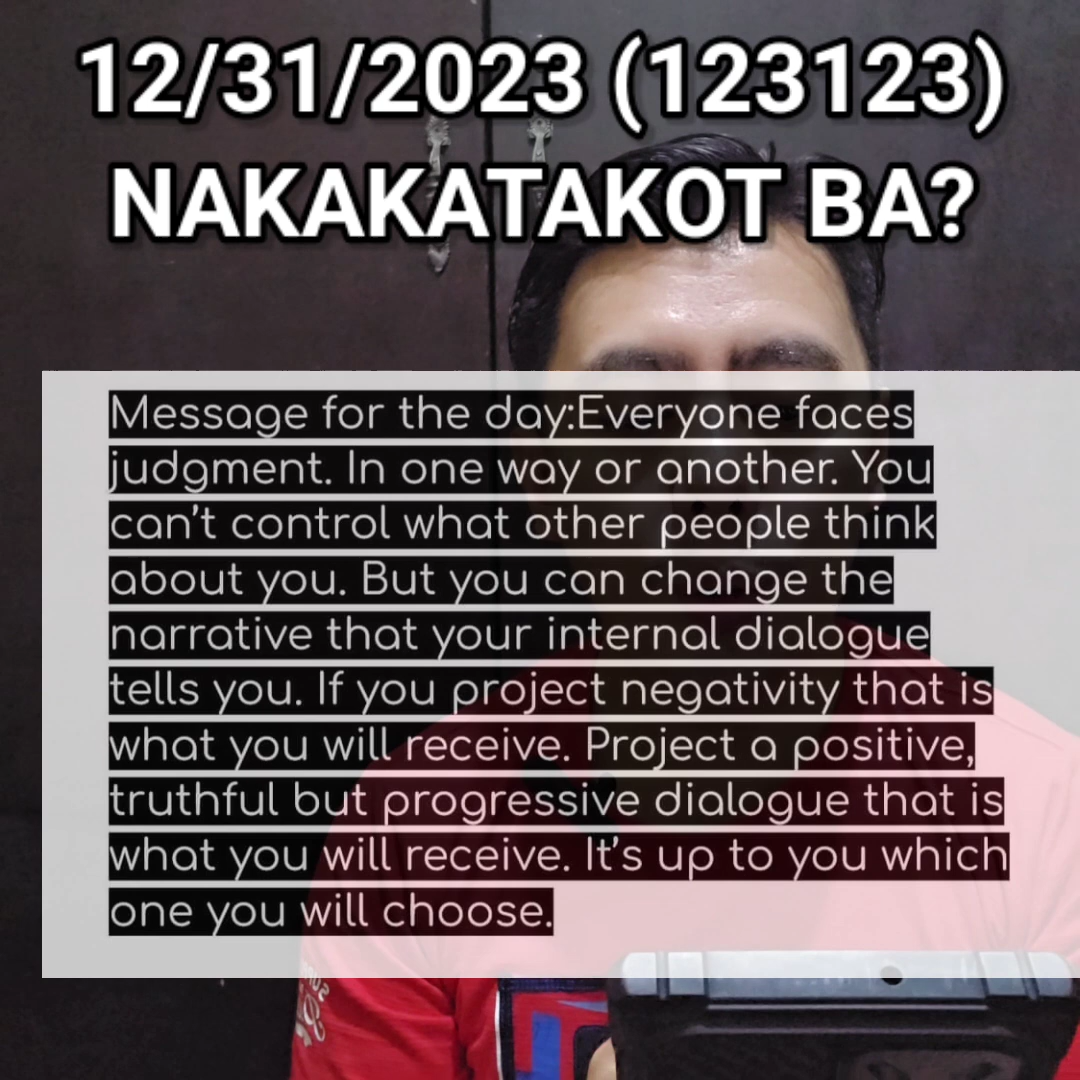 12/31/2023 (123123)
NAKAKATAKOT BA?
Message for the day:Everyone faces
judgment. In one way or another. You
can't control what other people think
about you. But you can change the
narrative that your internal dialogue
tells you. If you project negativity that is
what you will receive. Project a positive,
truthful but progressive dialogue that is
what you will receive. It's up to you which
one you will choose.